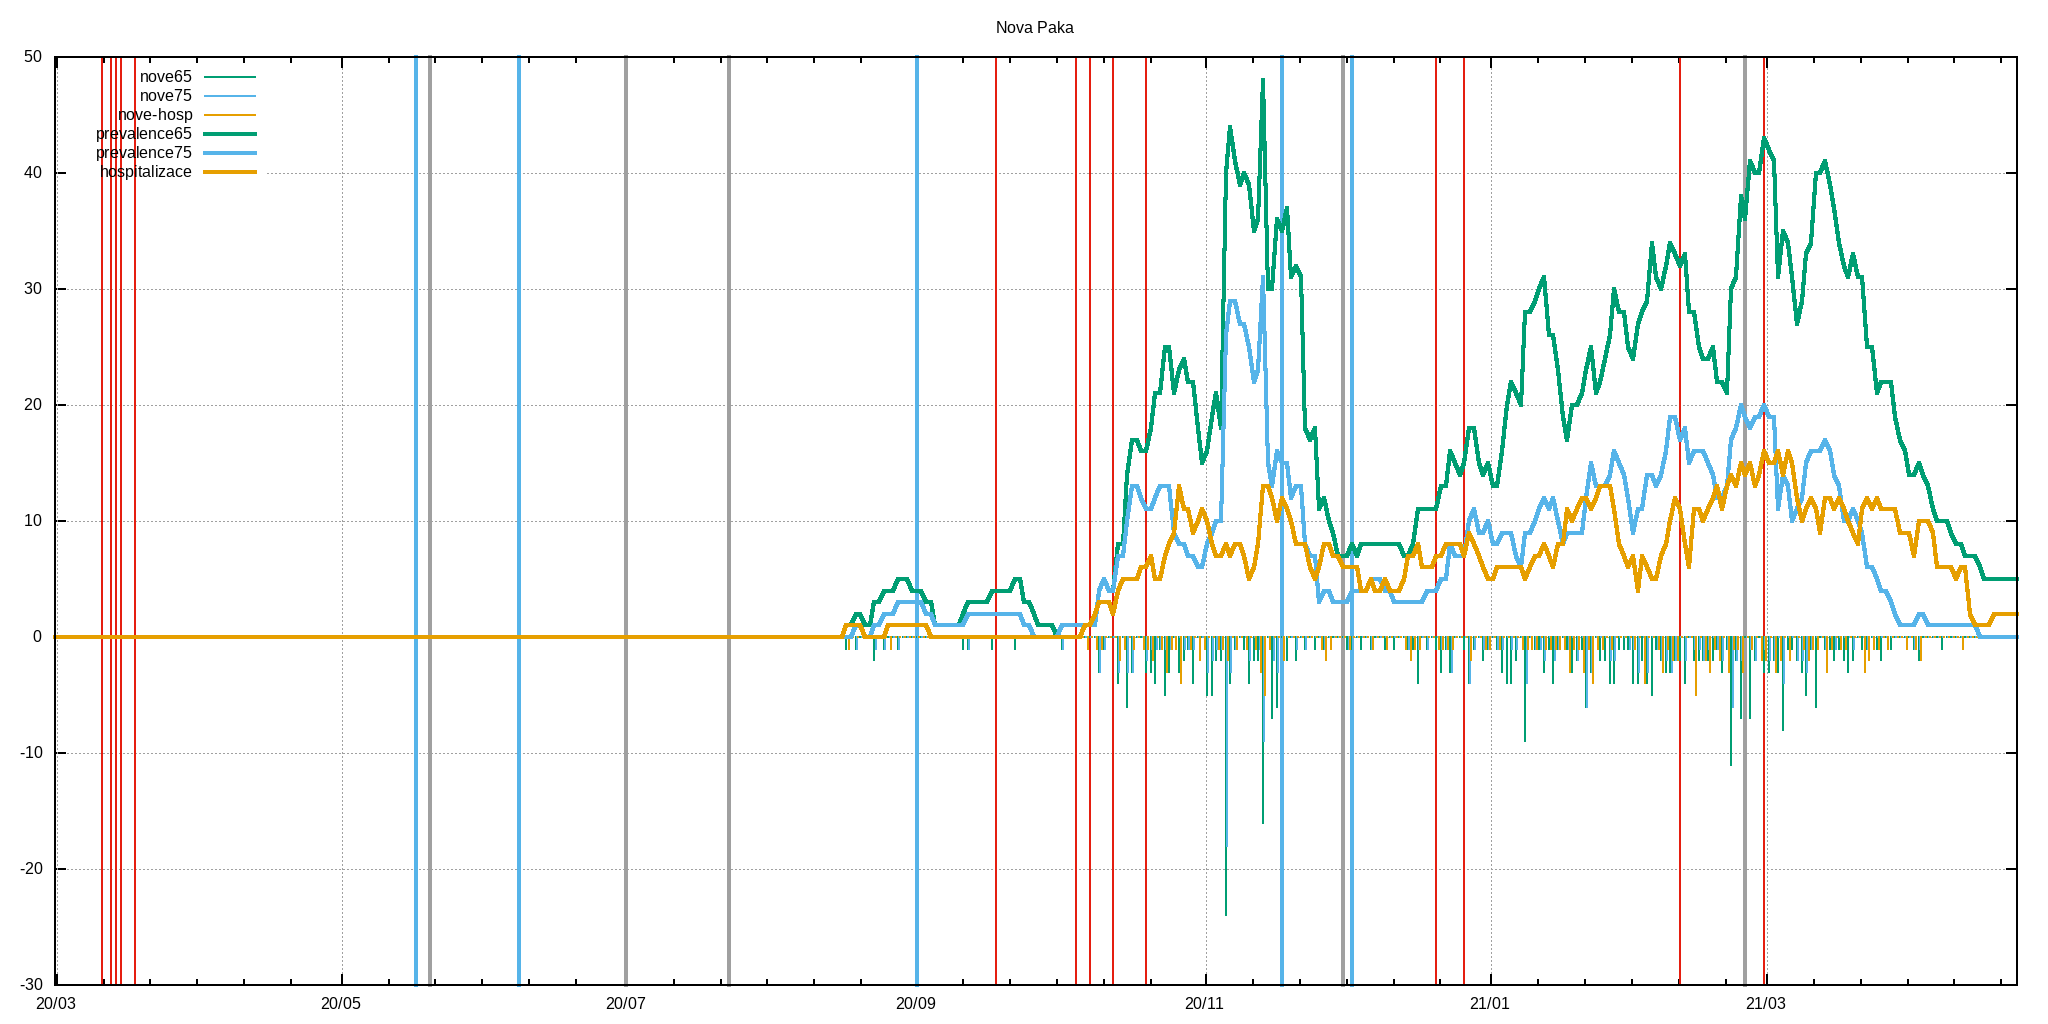 Nova Paka
50
nove65
nove75
nove-hosp
prevalence65
prevalence75
hospitalizace
40
30
20
10
0
-10
-20
-30
20/03 20/05 20/07 20/09 20/11 21/01 21/03